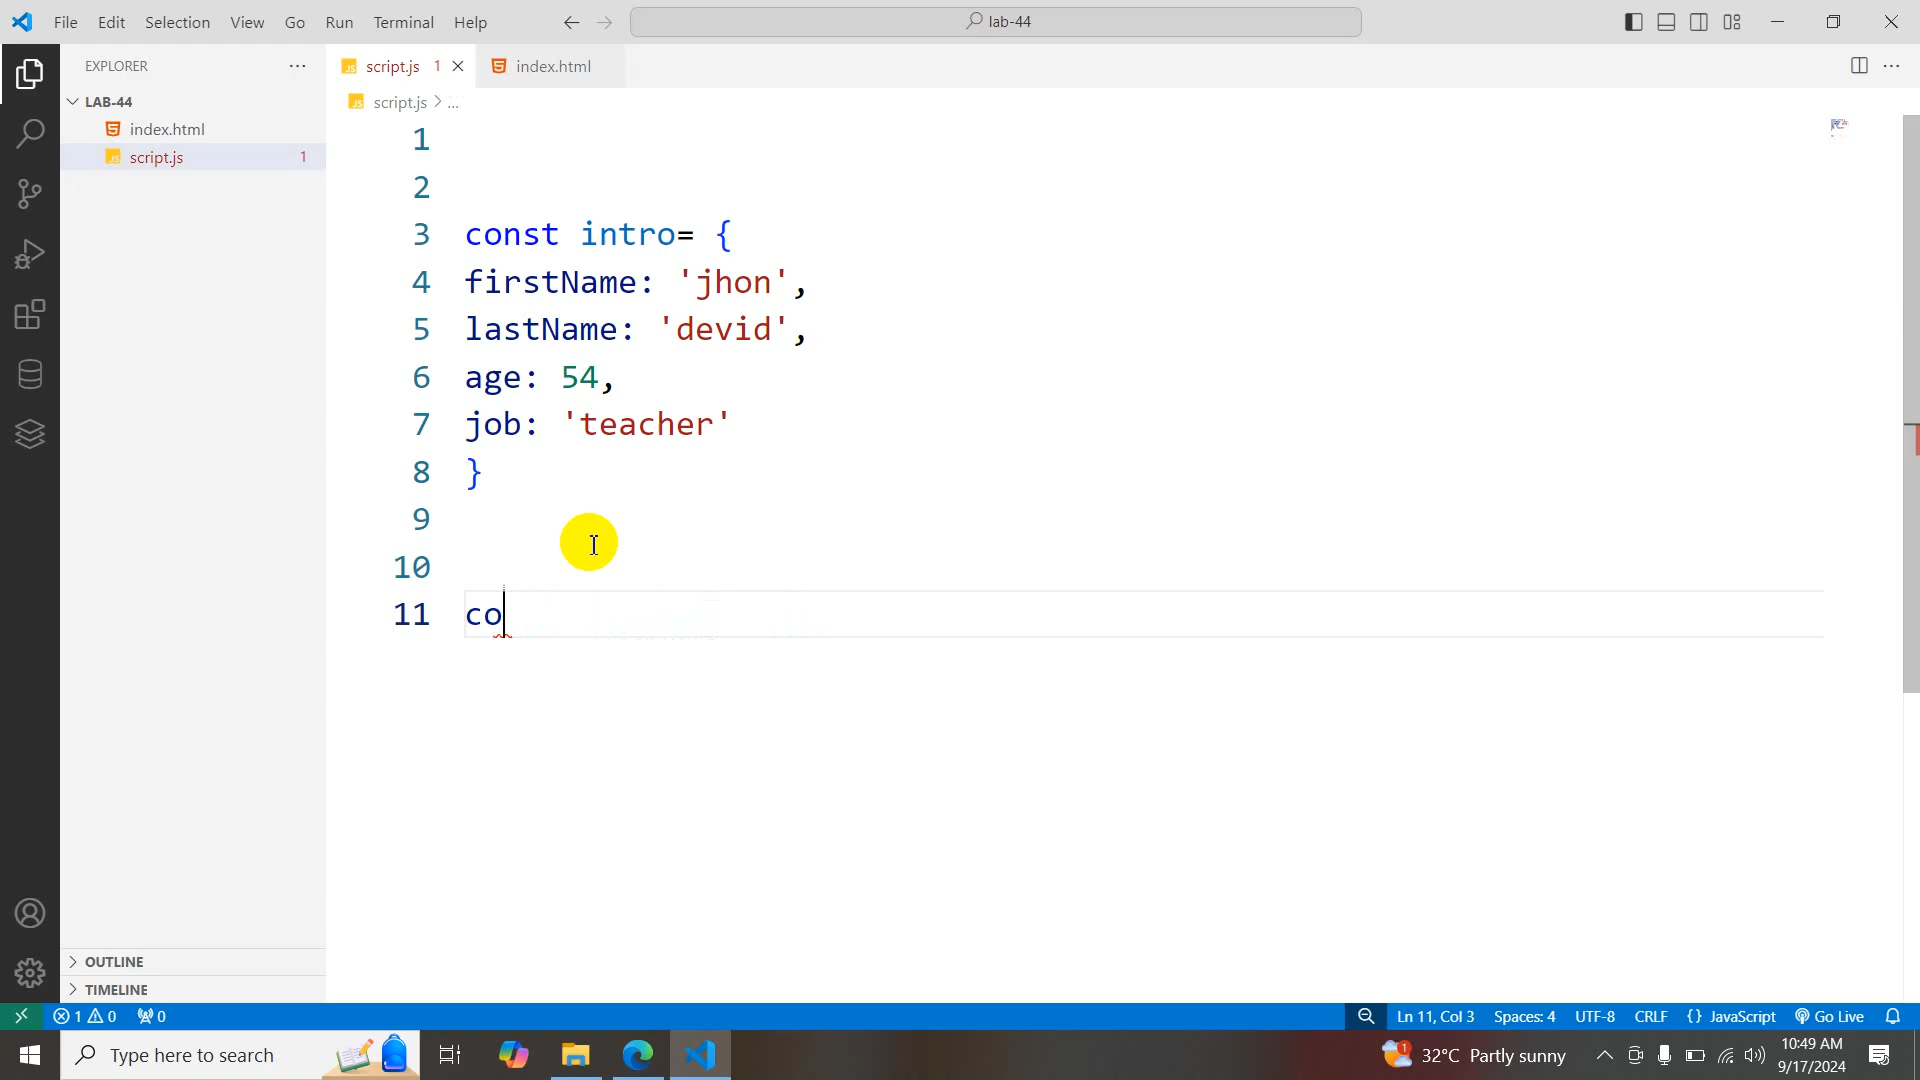 File Edit Selection View Go Run Terminal Help
lab-44
EXPLORER
LAB-44
index.html
script.js 1
OUTLINE
TIMELINE
script.js 1
index.html
script.js > ...
1
2
3 const intro= {
4 firstName: 'jhon',
5 lastName: 'devid',
6 age: 54,
7 job: 'teacher'
8 }
9
10
11 co
1 0 0
Ln 11, Col 3 Spaces: 4 UTF-8 CRLF {} JavaScript Go Live
Type here to search
1 32°C Partly sunny
10:49 AM
9/17/2024